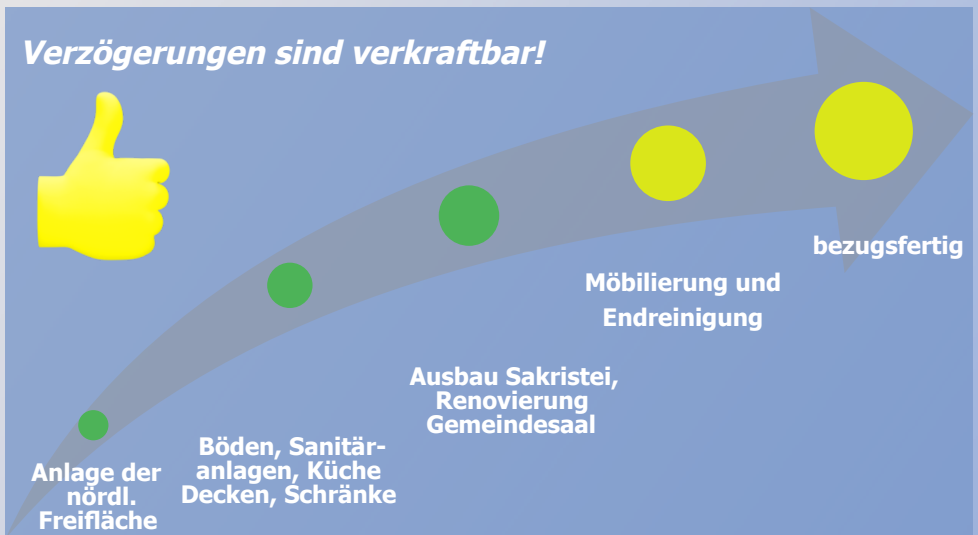 Verzögerungen sind verkraftbar!
Anlage der
nördl.
Freifläche
Böden, Sanitär-
anlagen, Küche
Decken, Schränke
Ausbau Sakristei,
Renovierung
Gemeindesaal
Möbilierung und
Endreinigung
bezugsfertig